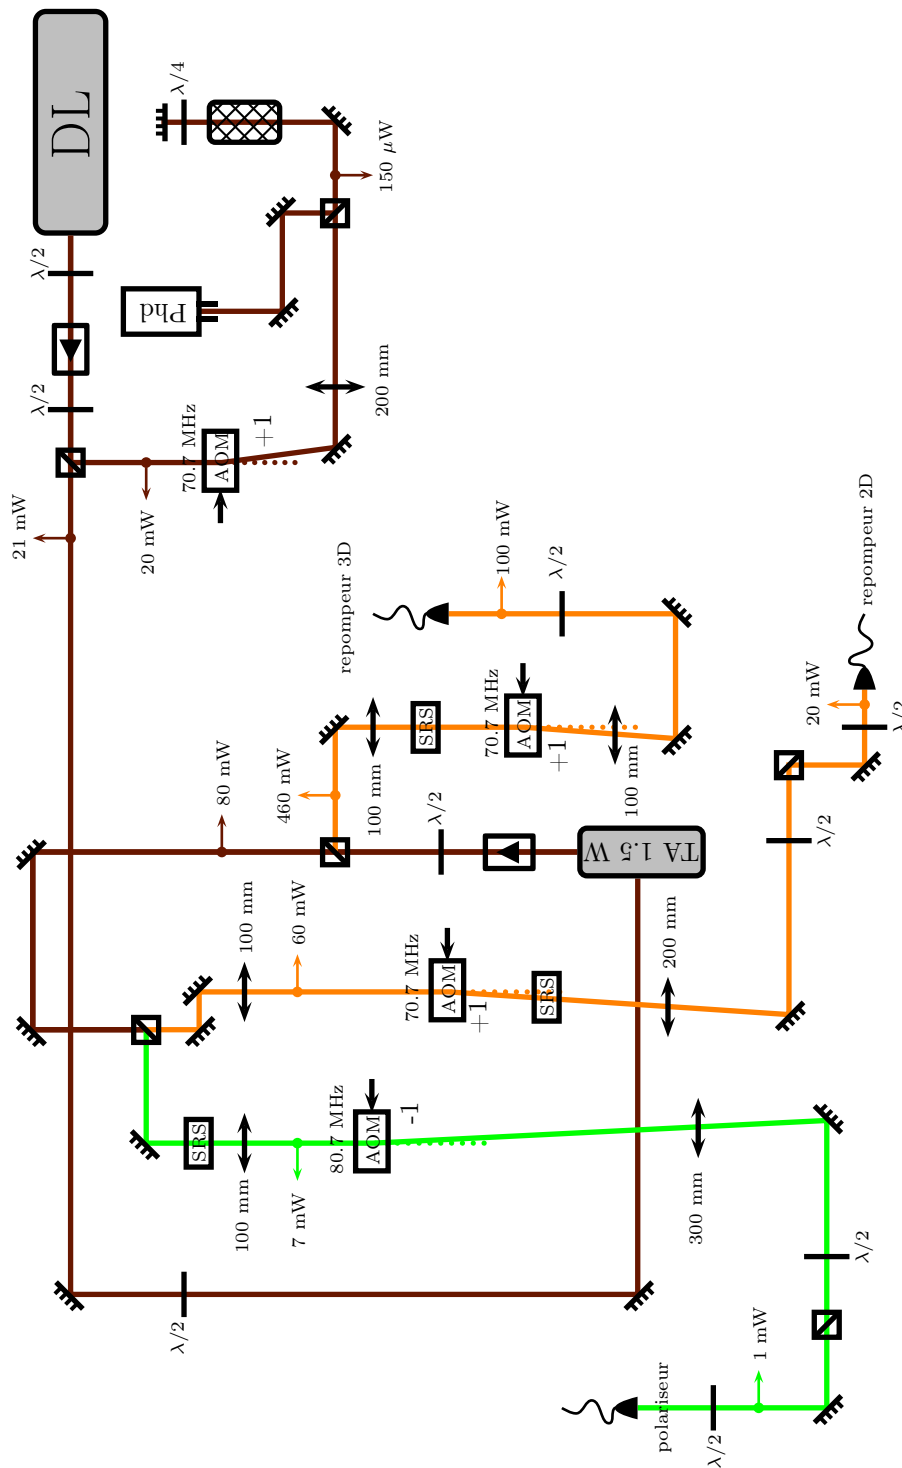 DL
λ/4
150 µW
λ/2
Phd
λ/2
200 mm
70.7 MHz
AOM
+1
21 mW
20 mW
repompeur 3D
100 mW
λ/2
repompeur 2D
80 mW
460 mW
100 mm
SRS
70.7 MHz
AOM
+1
100 mm
20 mW
λ/2
λ/2
TA 1.5 W
λ/2
100 mm
60 mW
70.7 MHz
AOM
+1
SRS
200 mm
SRS
100 mm
7 mW
80.7 MHz
AOM
-1
300 mm
λ/2
λ/2
polariseur
1 mW
λ/2